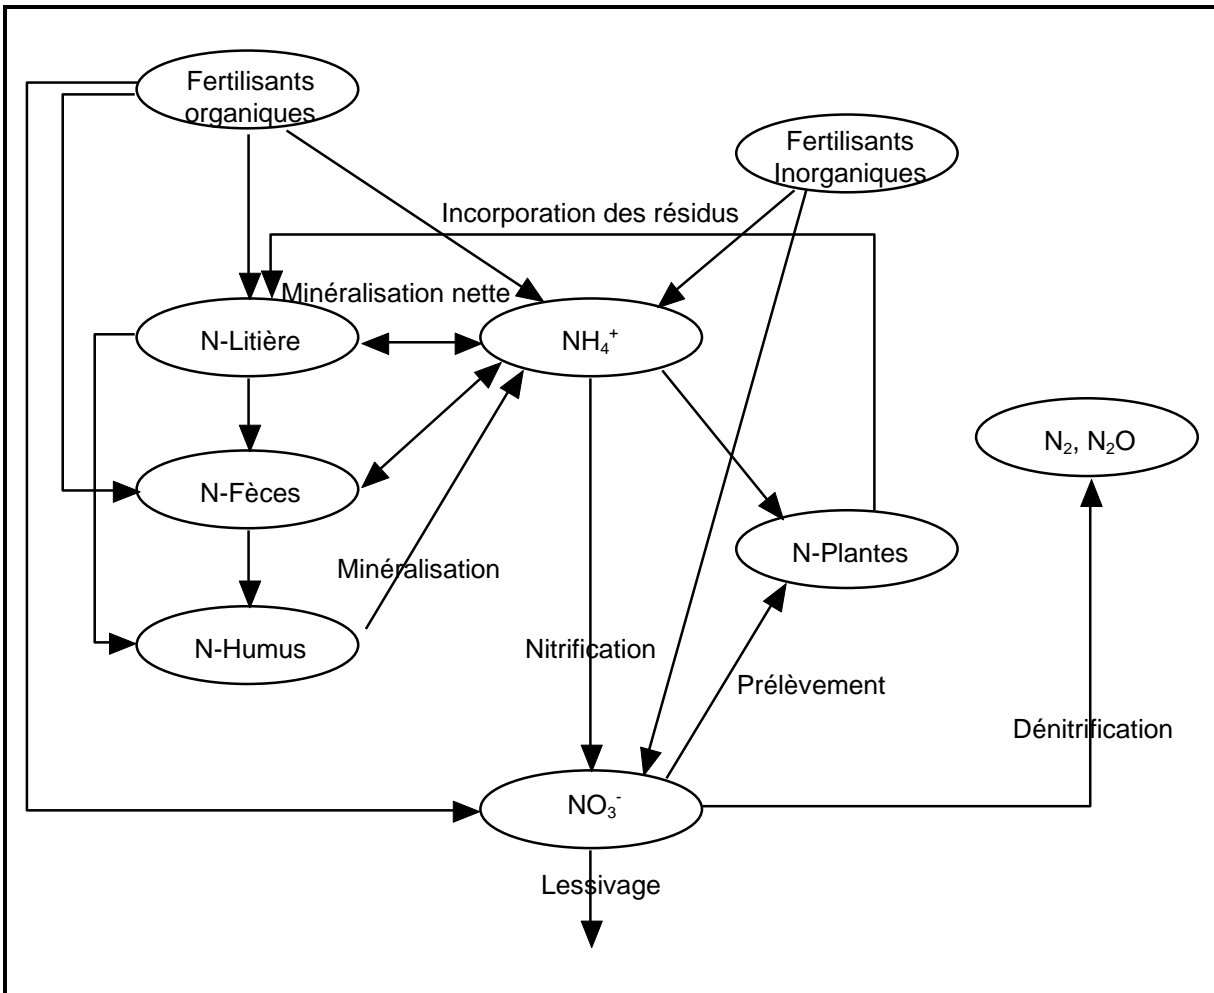 Fertilisants
organiques
Fertilisants
Inorganiques
Incorporation des résidus
Minéralisation nette
N-Litière
NH₄⁺
N₂, N₂O
N-Fèces
N-Plantes
Minéralisation
N-Humus
Nitrification
Prélèvement
Dénitrification
NO₃⁻
Lessivage